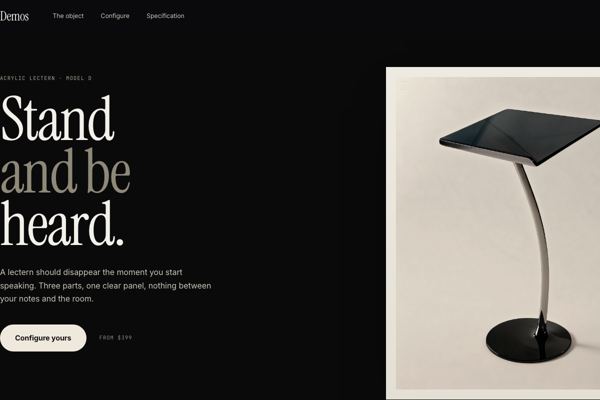 Demos
The object
Configure
Specification
ACRYLIC LECTERN · MODEL D
Stand
and be
heard.
A lectern should disappear the moment you start
speaking. Three parts, one clear panel, nothing between
your notes and the room.
Configure yours
FROM $399